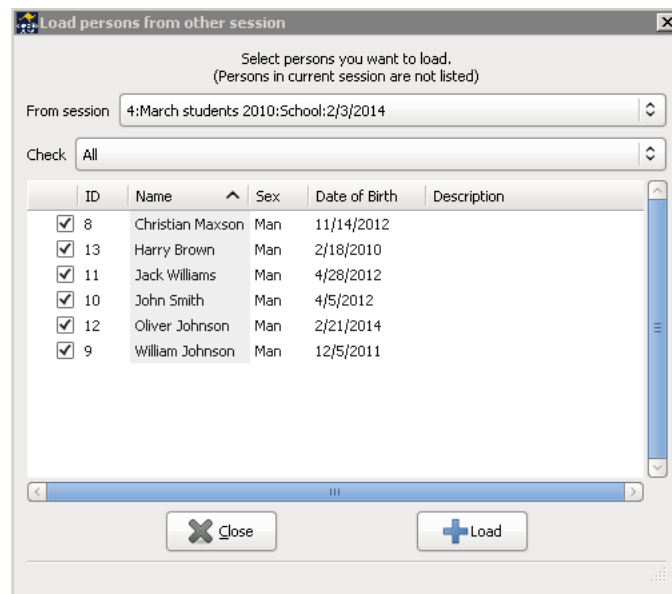 Load persons from other session
Select persons you want to load.
(Persons in current session are not listed)
From session 4:March students 2010:School:2/3/2014
Check All
ID Name Sex Date of Birth Description
8 Christian Maxson Man 11/14/2012
13 Harry Brown Man 2/18/2010
11 Jack Williams Man 4/28/2012
10 John Smith Man 4/5/2012
12 Oliver Johnson Man 2/21/2014
9 William Johnson Man 12/5/2011
Close Load